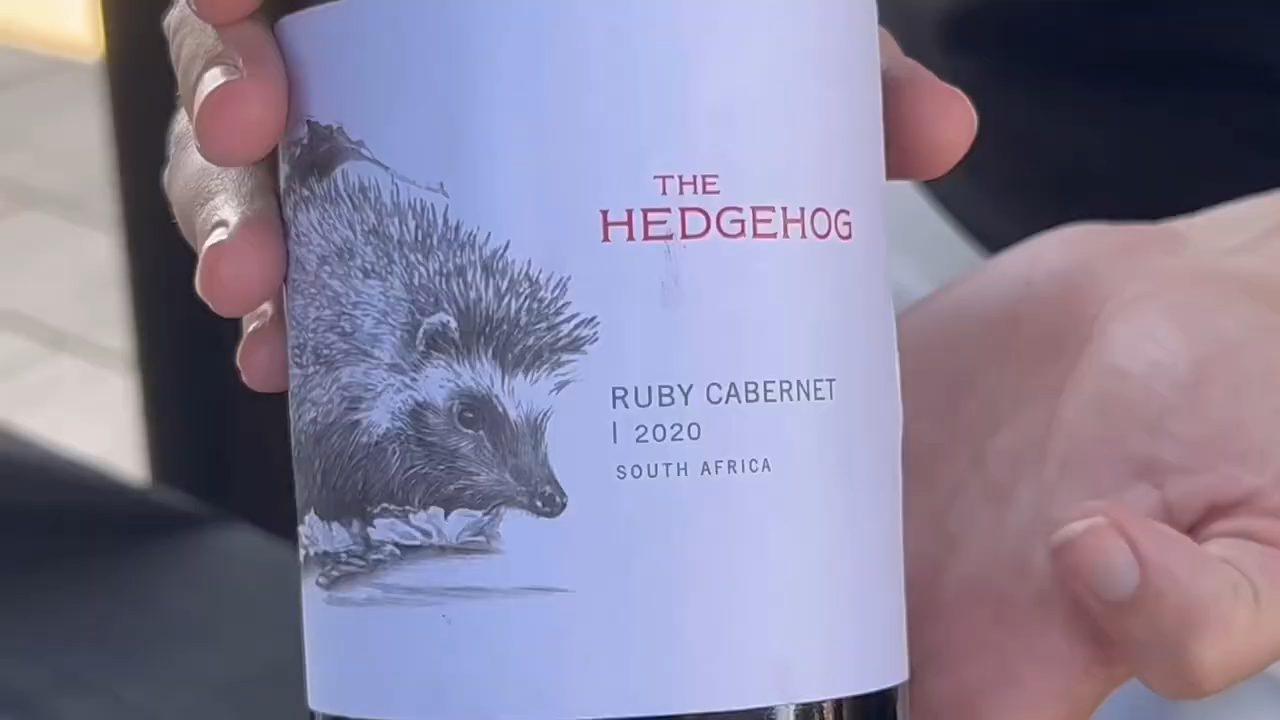 THE
HEDGEHOG
RUBY CABERNET
| 2020
SOUTH AFRICA